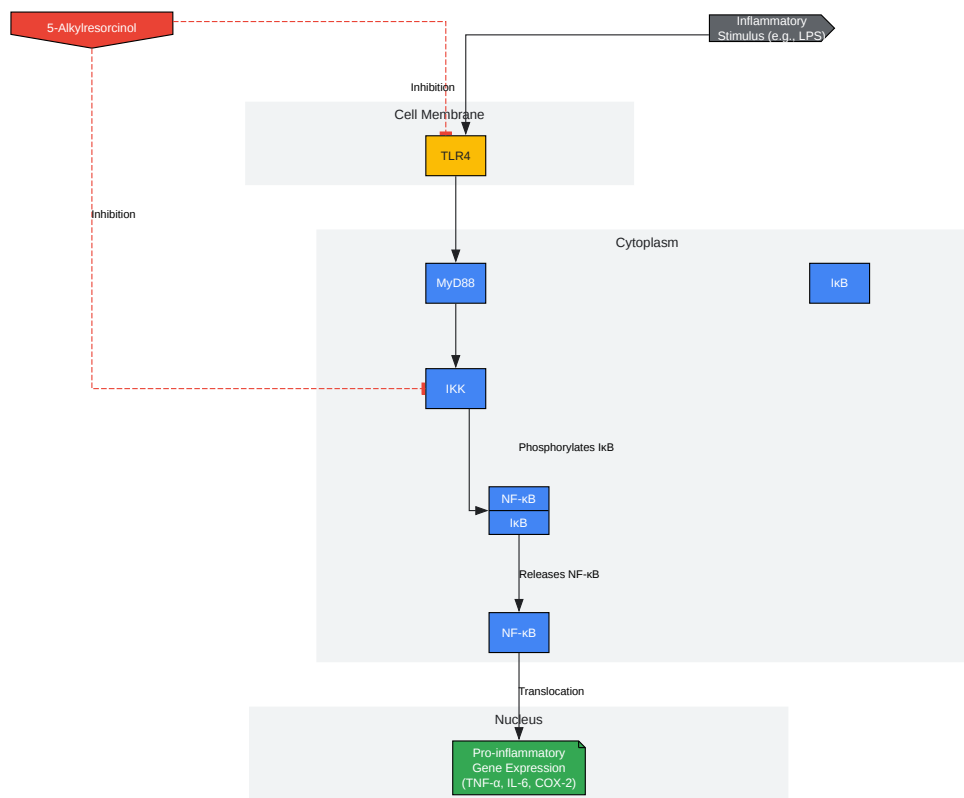 5-Alkylresorcinol
Inflammatory
Stimulus (e.g., LPS)
Inhibition
Cell Membrane
TLR4
Inhibition
Cytoplasm
MyD88
IκB
IKK
Phosphorylates IκB
NF-κB
IκB
Releases NF-κB
NF-κB
Translocation
Nucleus
Pro-inflammatory
Gene Expression
(TNF-α, IL-6, COX-2)